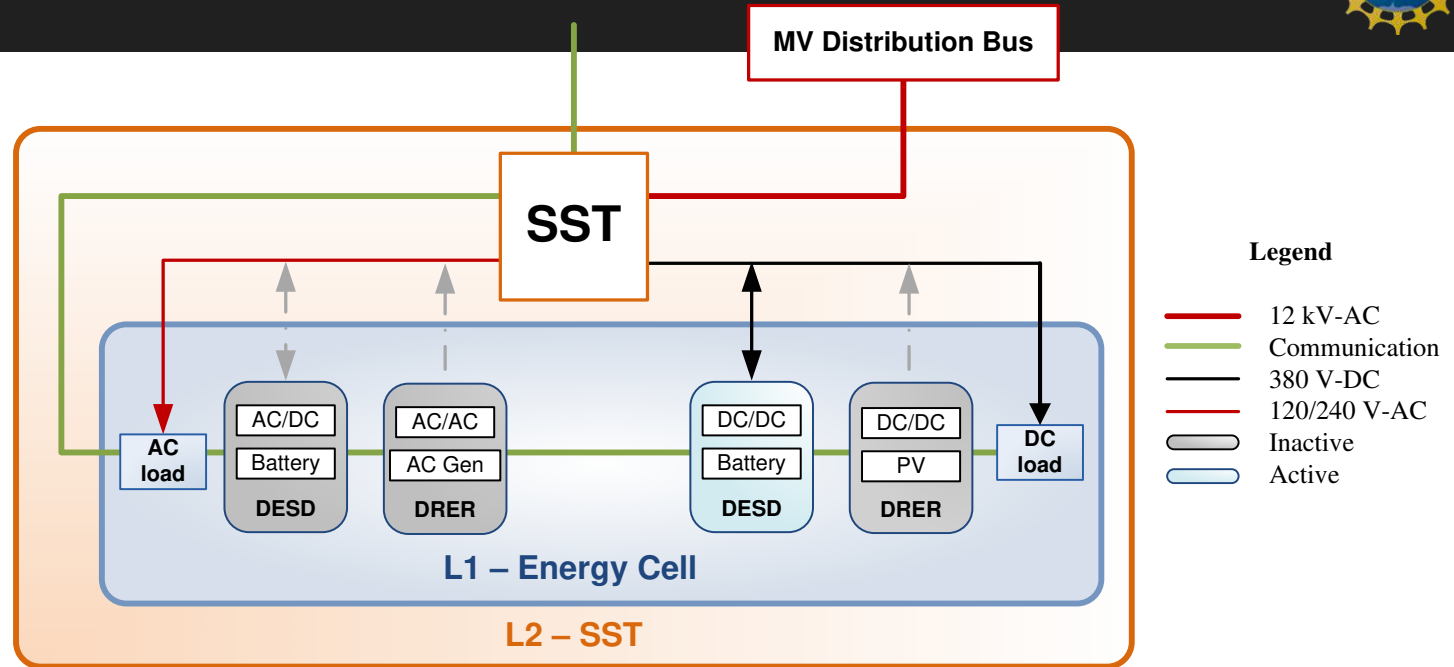 MV Distribution Bus
SST
Legend
12 kV-AC
Communication
380 V-DC
120/240 V-AC
Inactive
Active
AC
load
AC/DC
Battery
DESD
AC/AC
AC Gen
DRER
DC/DC
Battery
DESD
DC/DC
PV
DRER
DC
load
L1 – Energy Cell
L2 – SST